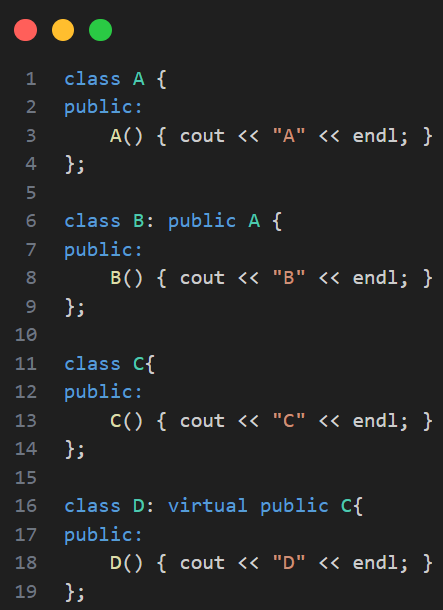 1 class A {
2 public:
3     A() { cout << "A" << endl; }
4 };
5
6 class B: public A {
7 public:
8     B() { cout << "B" << endl; }
9 };
10
11 class C{
12 public:
13     C() { cout << "C" << endl; }
14 };
15
16 class D: virtual public C{
17 public:
18     D() { cout << "D" << endl; }
19 };